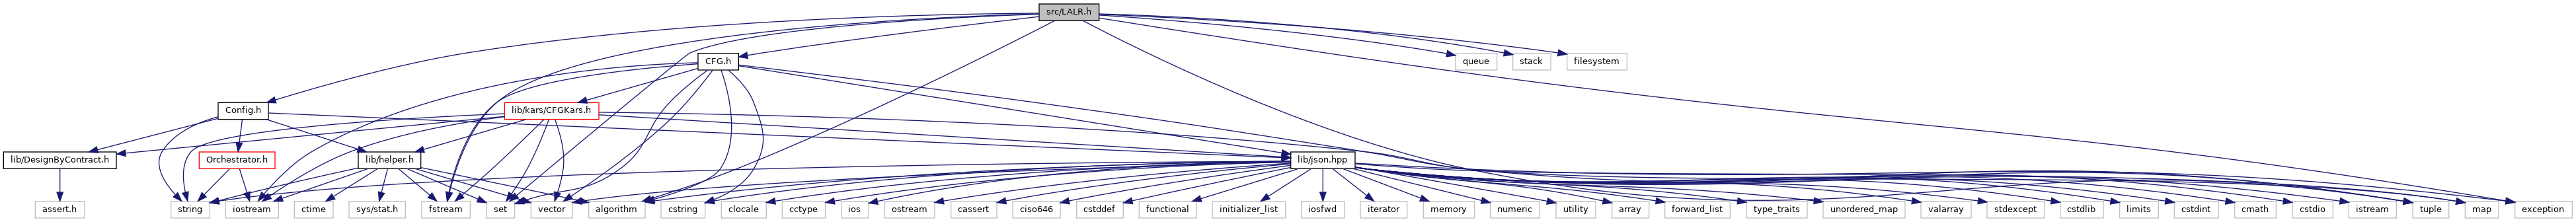 src/LALR.h
CFG.h
queue
stack
filesystem
Config.h
lib/kars/CFGKars.h
lib/DesignByContract.h
Orchestrator.h
lib/helper.h
lib/json.hpp
assert.h
string
iostream
ctime
sys/stat.h
fstream
set
vector
algorithm
cstring
clocale
cctype
ios
ostream
cassert
ciso646
cstddef
functional
initializer_list
iosfwd
iterator
memory
numeric
utility
array
forward_list
type_traits
unordered_map
valarray
stdexcept
cstdlib
limits
cstdint
cmath
cstdio
istream
tuple
map
exception